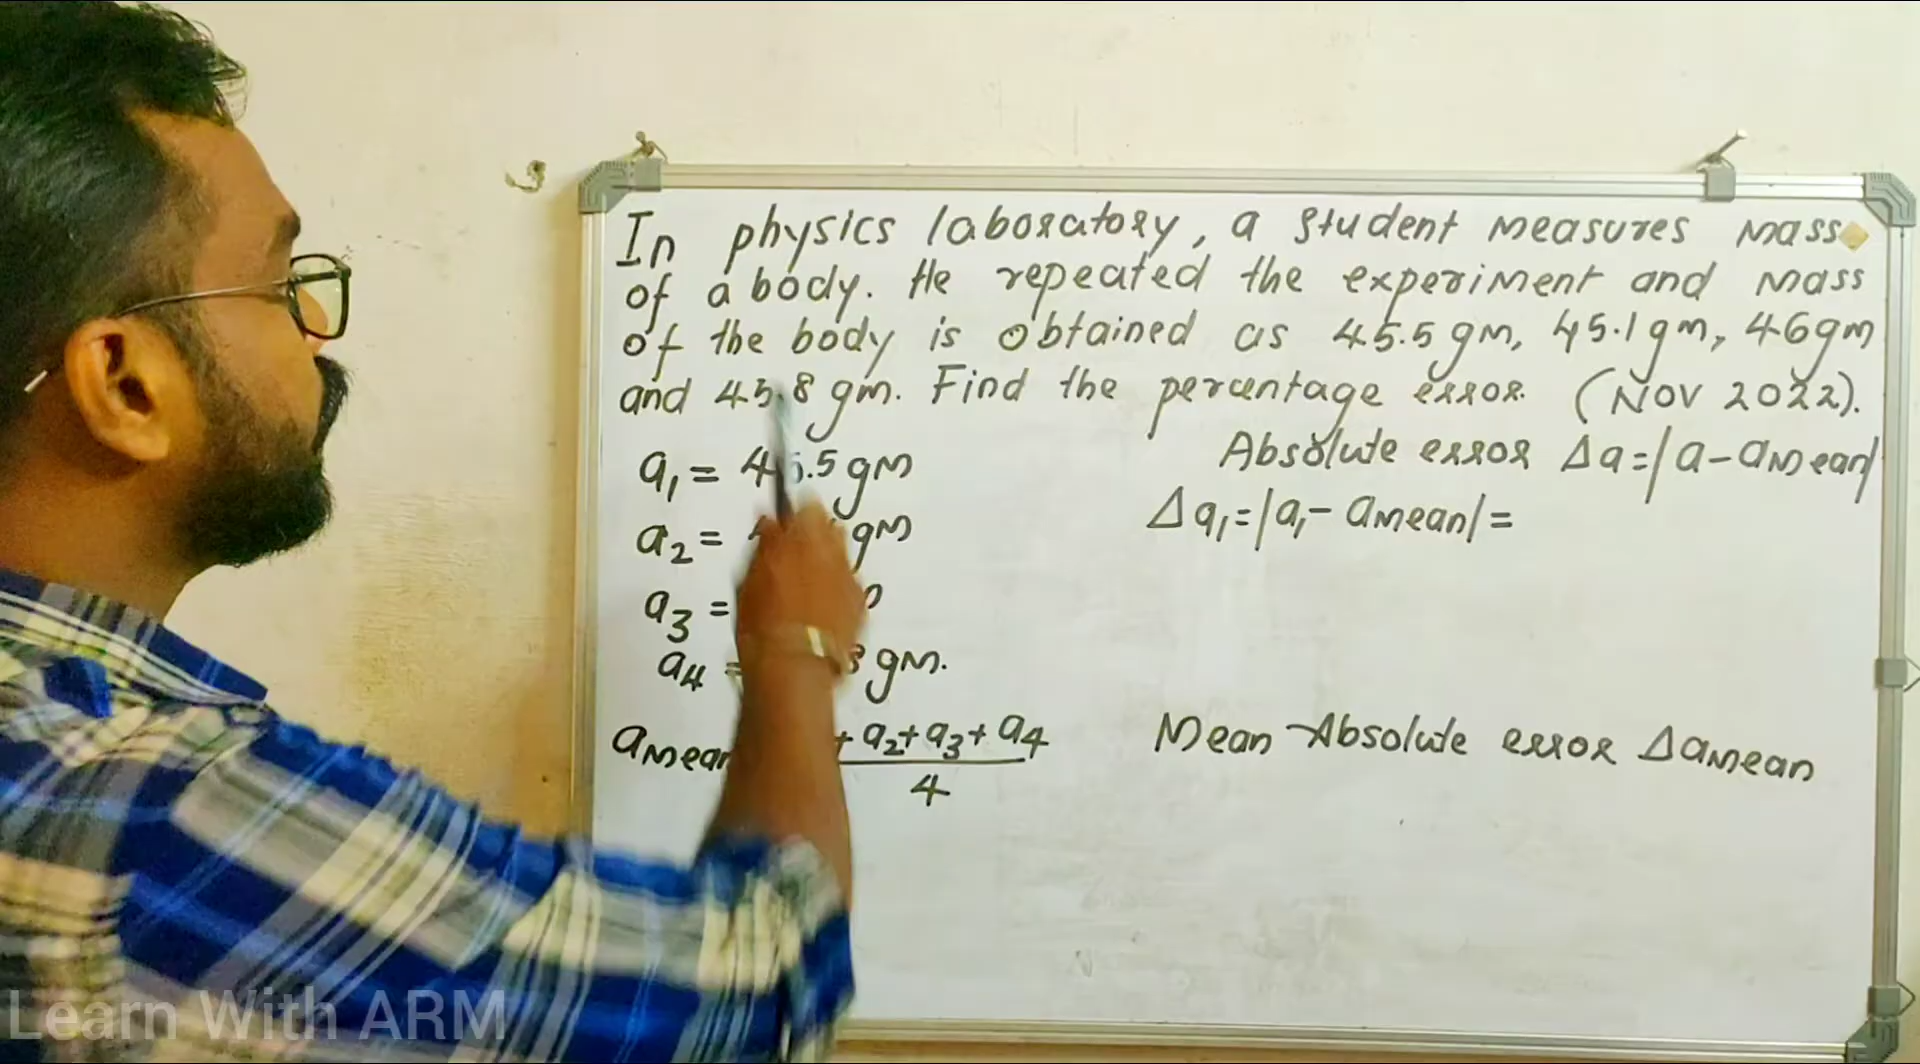 In physics laboratory, a student measures mass
of a body. He repeated the experiment and mass
of the body is obtained as 45.5 gm, 45.1 gm, 46 gm
and 45.8 gm. Find the percentage error. (NOV 2022).
a1 = 45.5 gm
Absolute error Δa=|a-aMean|
a2 = gm
Δa1=|a1-amean|=
a3 =
a4 = 8 gm.
aMean + a2+a3+a4
4
Mean Absolute error Δamean
Learn With ARM